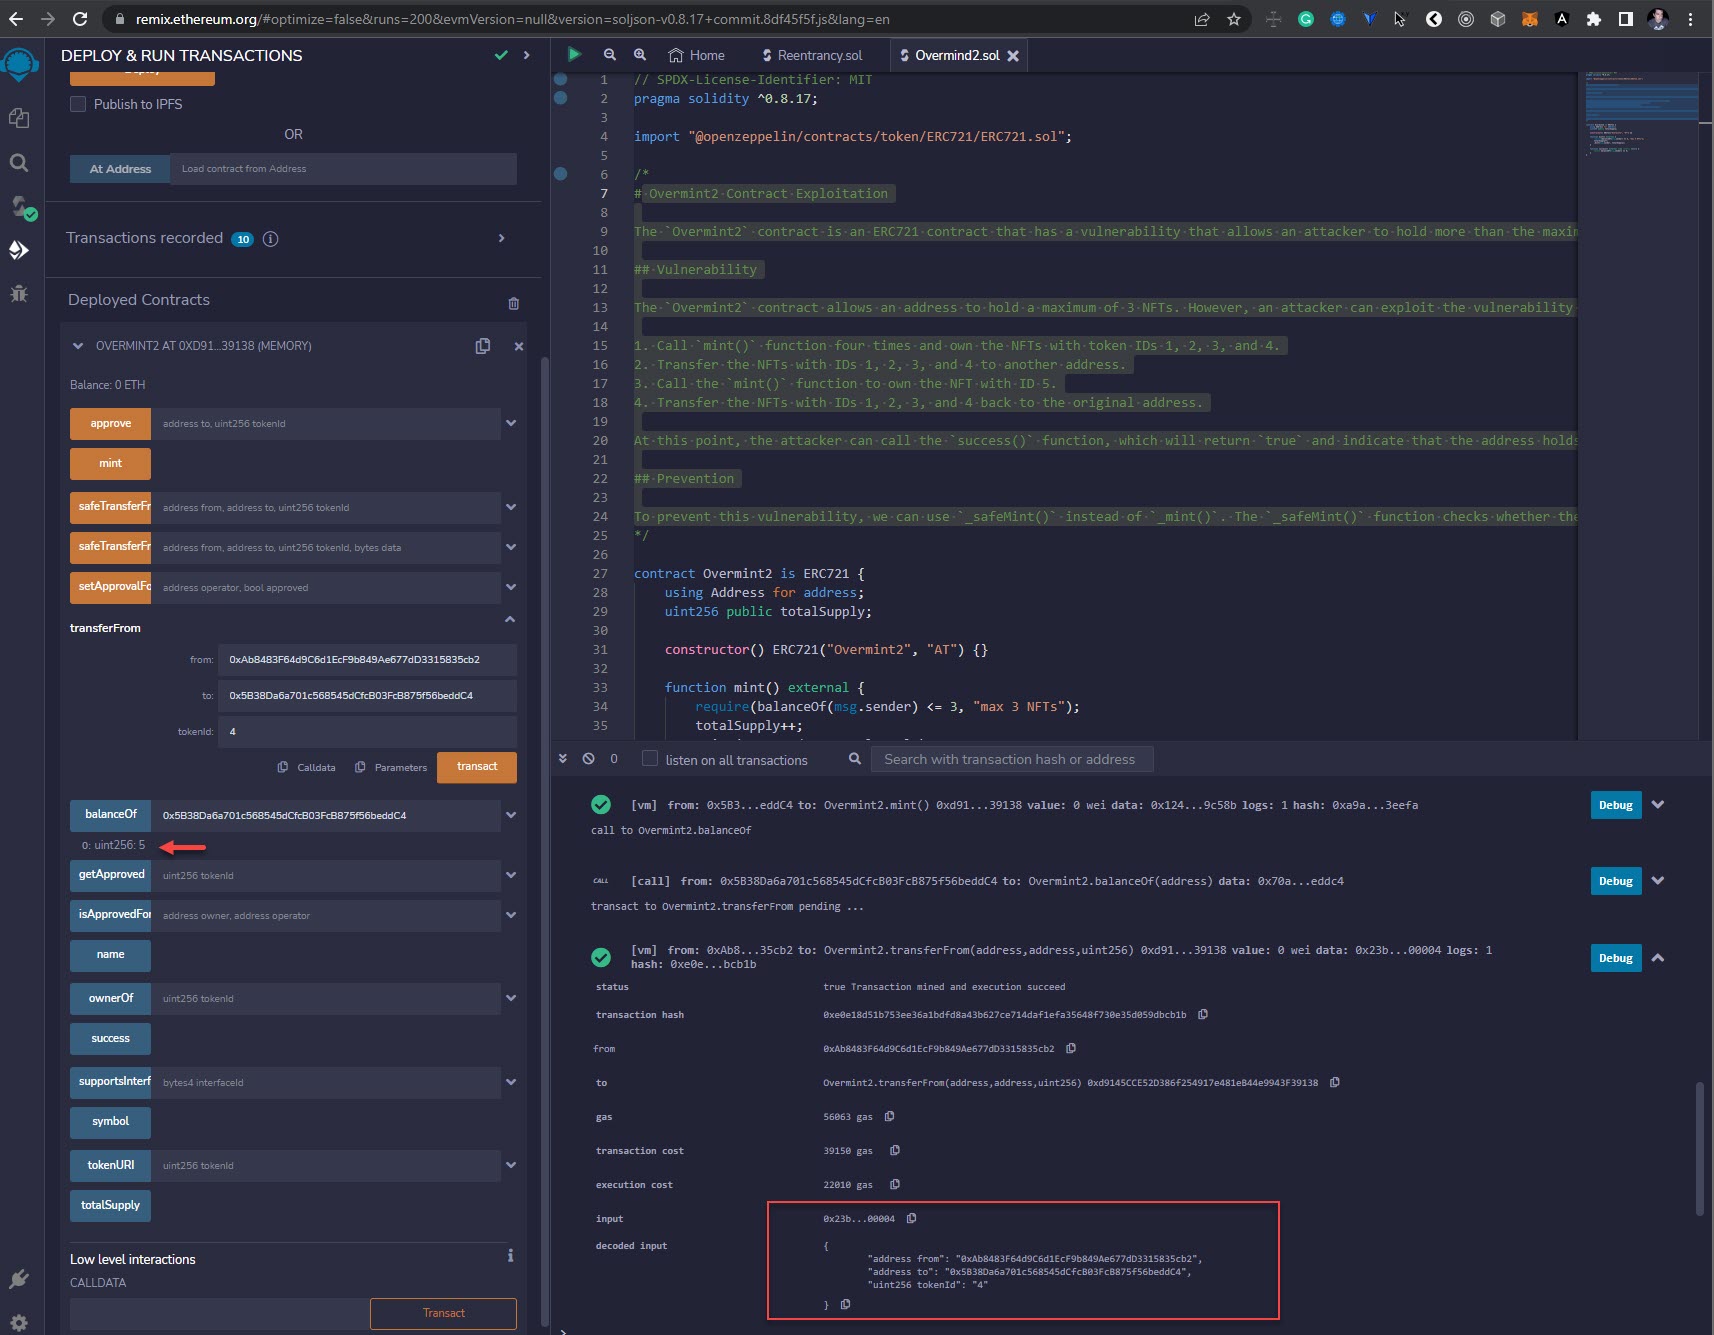 remix.ethereum.org/#optimize=false&runs=200&evmVersion=null&version=soljson-v0.8.17+commit.8df45f5f.js&lang=en
DEPLOY & RUN TRANSACTIONS
Publish to IPFS
OR
At Address
Load contract from Address
Transactions recorded 10 i
Deployed Contracts
OVERMINT2 AT 0XD91...39138 (MEMORY)
Balance: 0 ETH
approve
address to, uint256 tokenId
mint
safeTransferFr
address from, address to, uint256 tokenId
safeTransferFr
address from, address to, uint256 tokenId, bytes data
setApprovalFo
address operator, bool approved
transferFrom
from: 0xAb8483F64d9C6d1EcF9b849Ae677dD3315835cb2
to: 0x5B38Da6a701c568545dCfcB03FcB875f56beddC4
tokenId: 4
Calldata
Parameters
transact
balanceOf
0x5B38Da6a701c568545dCfcB03FcB875f56beddC4
0: uint256: 5
getApproved
uint256 tokenId
isApprovedFor
address owner, address operator
name
ownerOf
uint256 tokenId
success
supportsInterf
bytes4 interfaceId
symbol
tokenURI
uint256 tokenId
totalSupply
Low level interactions
CALLDATA
Transact
Home
Reentrancy.sol
Overmind2.sol
1 // SPDX-License-Identifier: MIT
2 pragma solidity ^0.8.17;
3
4 import "@openzeppelin/contracts/token/ERC721/ERC721.sol";
5
6 /*
7 # Overmint2 Contract Exploitation
8
9 The `Overmint2` contract is an ERC721 contract that has a vulnerability that allows an attacker to hold more than the maxim
10
11 ## Vulnerability
12
13 The `Overmint2` contract allows an address to hold a maximum of 3 NFTs. However, an attacker can exploit the vulnerability
14
15 1. Call `mint()` function four times and own the NFTs with token IDs 1, 2, 3, and 4.
16 2. Transfer the NFTs with IDs 1, 2, 3, and 4 to another address.
17 3. Call the `mint()` function to own the NFT with ID 5.
18 4. Transfer the NFTs with IDs 1, 2, 3, and 4 back to the original address.
19
20 At this point, the attacker can call the `success()` function, which will return `true` and indicate that the address holds
21
22 ## Prevention
23
24 To prevent this vulnerability, we can use `_safeMint()` instead of `_mint()`. The `_safeMint()` function checks whether the
25 */
26
27 contract Overmint2 is ERC721 {
28 using Address for address;
29 uint256 public totalSupply;
30
31 constructor() ERC721("Overmint2", "AT") {}
32
33 function mint() external {
34 require(balanceOf(msg.sender) <= 3, "max 3 NFTs");
35 totalSupply++;
0
listen on all transactions
Search with transaction hash or address
[vm] from: 0x5B3...eddC4 to: Overmint2.mint() 0xd91...39138 value: 0 wei data: 0x124...9c58b logs: 1 hash: 0xa9a...3eefa
Debug
call to Overmint2.balanceOf
CALL [call] from: 0x5B38Da6a701c568545dCfcB03FcB875f56beddC4 to: Overmint2.balanceOf(address) data: 0x70a...eddc4
Debug
transact to Overmint2.transferFrom pending ...
[vm] from: 0xAb8...35cb2 to: Overmint2.transferFrom(address,address,uint256) 0xd91...39138 value: 0 wei data: 0x23b...00004 logs: 1
hash: 0xe0e...bcb1b
Debug
status true Transaction mined and execution succeed
transaction hash 0xe0e18d51b753ee36a1bdfd8a43b627ce714daf1efa35648f730e35d059dbcb1b
from 0xAb8483F64d9C6d1EcF9b849Ae677dD3315835cb2
to Overmint2.transferFrom(address,address,uint256) 0xd9145CCE52D386f254917e481eB44e9943F39138
gas 56063 gas
transaction cost 39150 gas
execution cost 22010 gas
input 0x23b...00004
decoded input {
"address from": "0xAb8483F64d9C6d1EcF9b849Ae677dD3315835cb2",
"address to": "0x5B38Da6a701c568545dCfcB03FcB875f56beddC4",
"uint256 tokenId": "4"
}
>